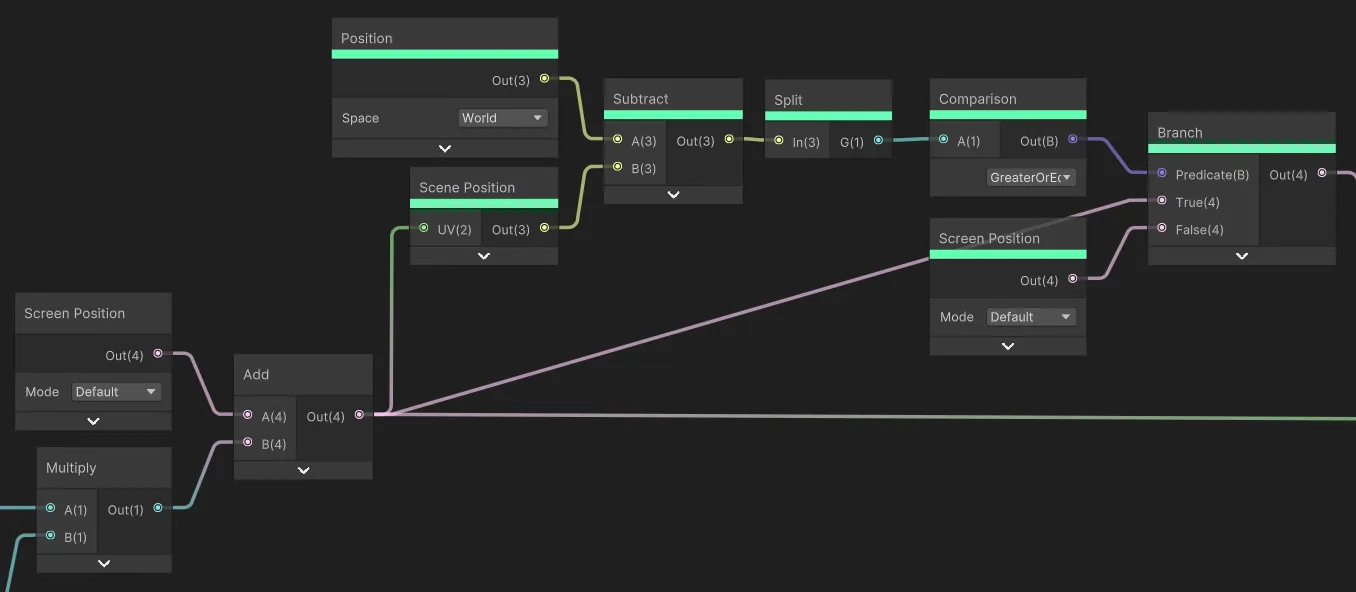 Position
Out(3)
Space
World
Scene Position
UV(2)
Out(3)
Subtract
A(3)
Out(3)
B(3)
Split
In(3)
G(1)
Comparison
A(1)
Out(B)
GreaterOrEc
Screen Position
Out(4)
Mode
Default
Branch
Predicate(B)
Out(4)
True(4)
False(4)
Screen Position
Out(4)
Mode
Default
Add
A(4)
Out(4)
B(4)
Multiply
A(1)
Out(1)
B(1)